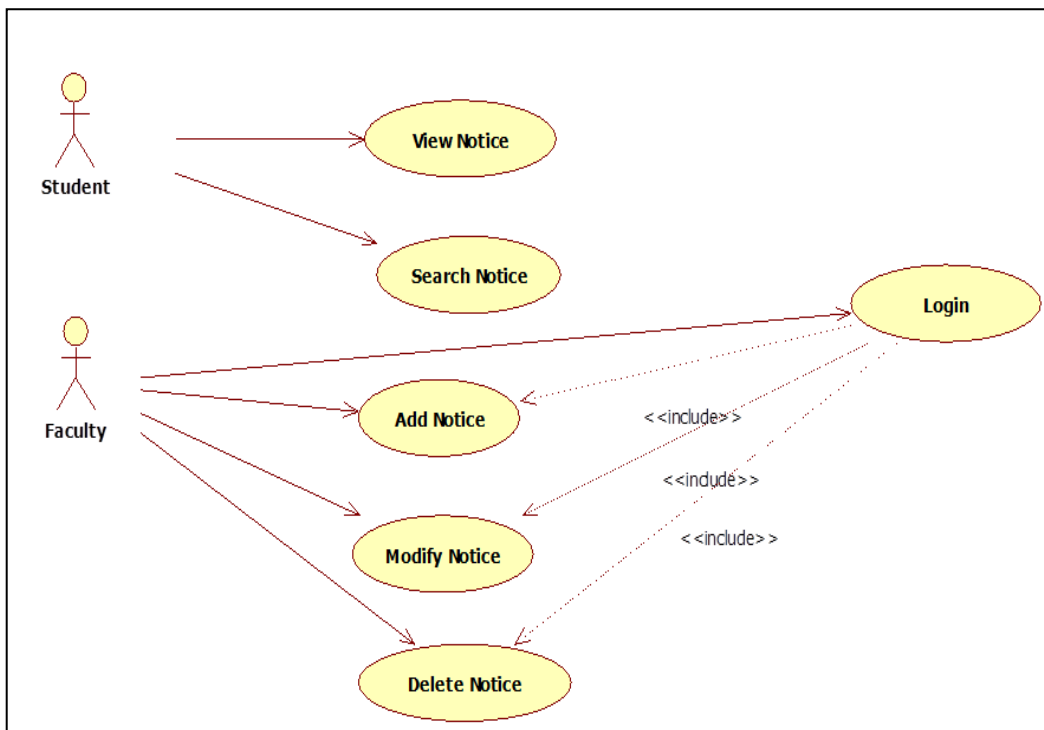 View Notice
Student
Search Notice
Login
Faculty
Add Notice
<<include>>
<<include>>
<<include>>
Modify Notice
Delete Notice